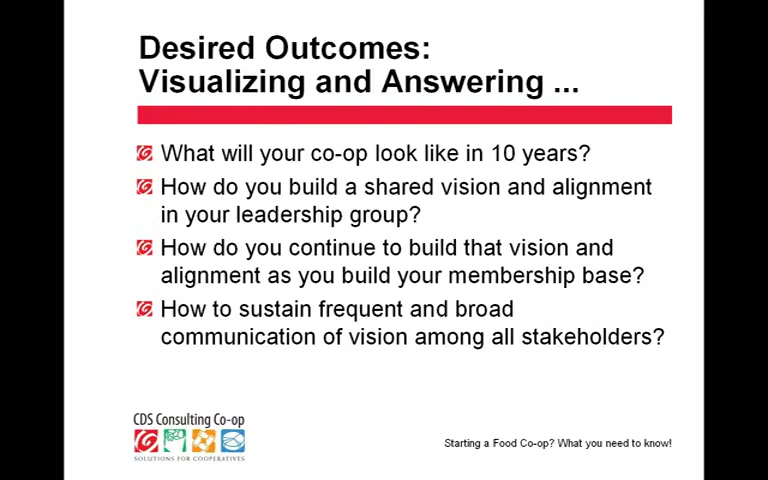 Desired Outcomes:
Visualizing and Answering ...
What will your co-op look like in 10 years?
How do you build a shared vision and alignment
in your leadership group?
How do you continue to build that vision and
alignment as you build your membership base?
How to sustain frequent and broad
communication of vision among all stakeholders?
CDS Consulting Co-op
SOLUTIONS FOR COOPERATIVES
Starting a Food Co-op? What you need to know!